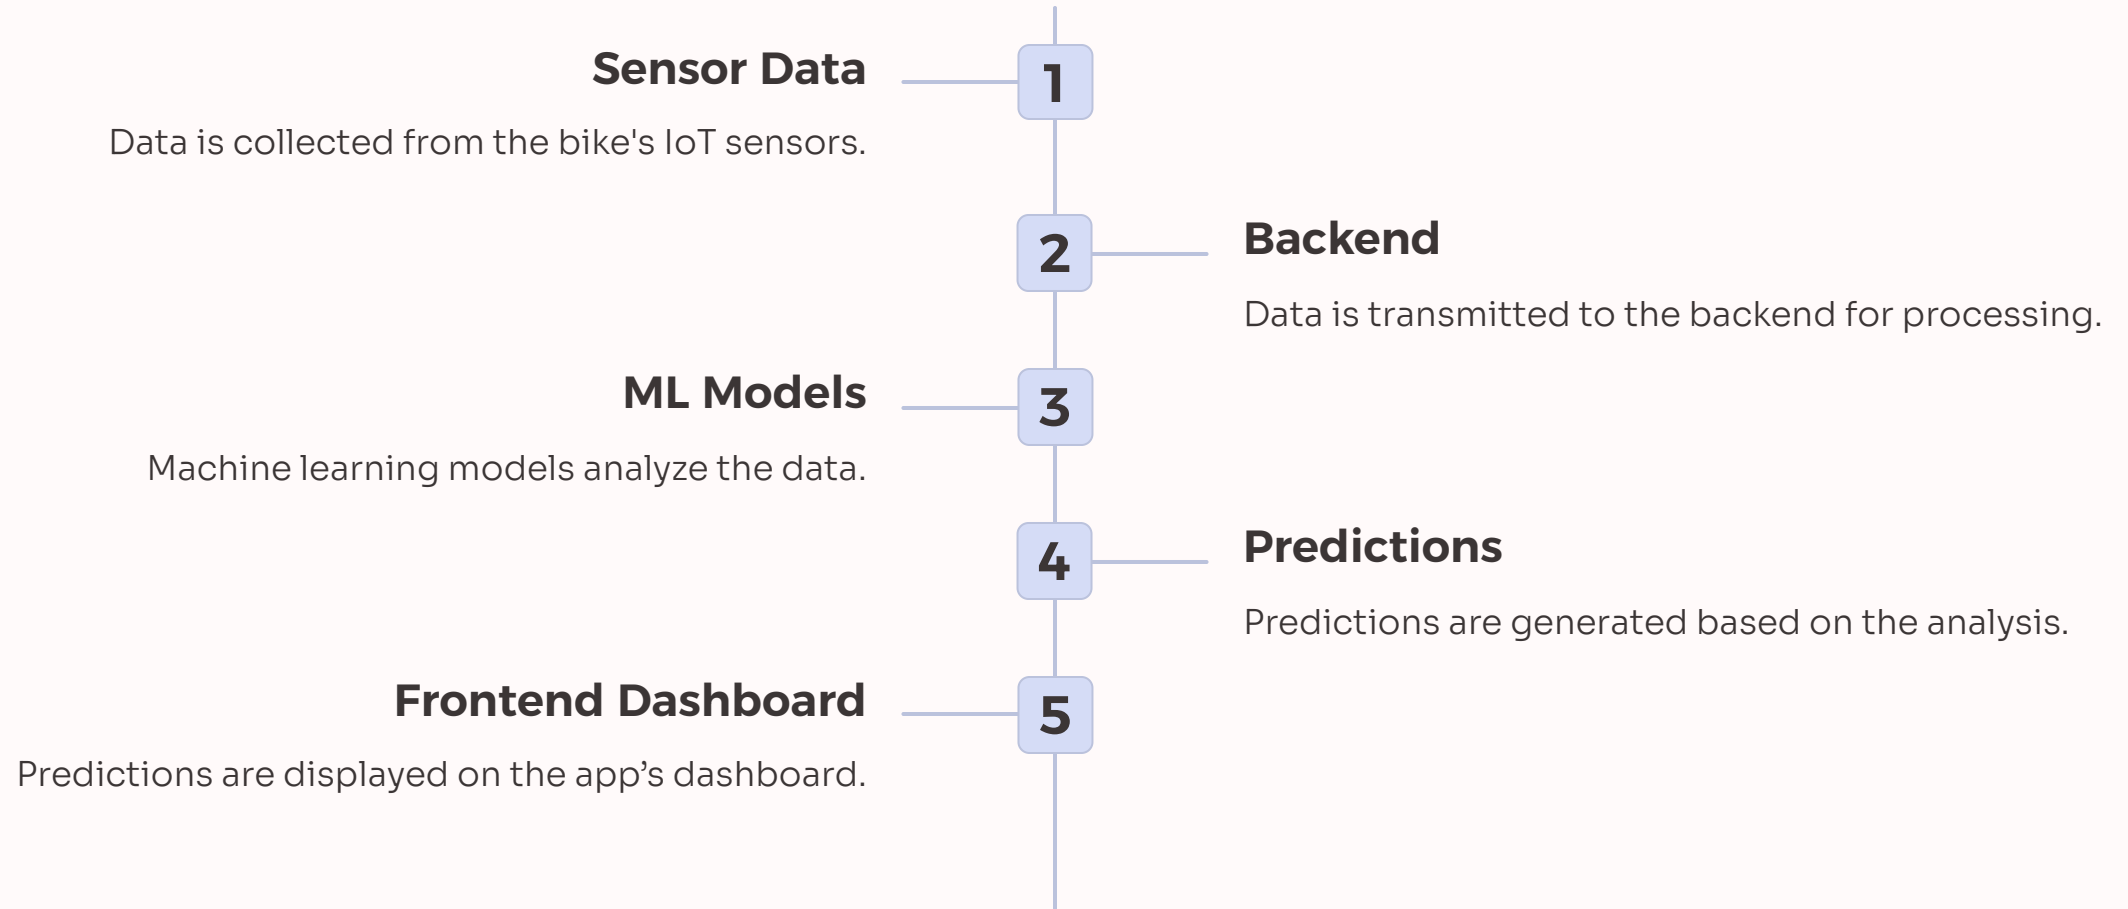 Sensor Data
1
Data is collected from the bike's IoT sensors.
2
Backend
Data is transmitted to the backend for processing.
ML Models
3
Machine learning models analyze the data.
4
Predictions
Predictions are generated based on the analysis.
Frontend Dashboard
5
Predictions are displayed on the app’s dashboard.